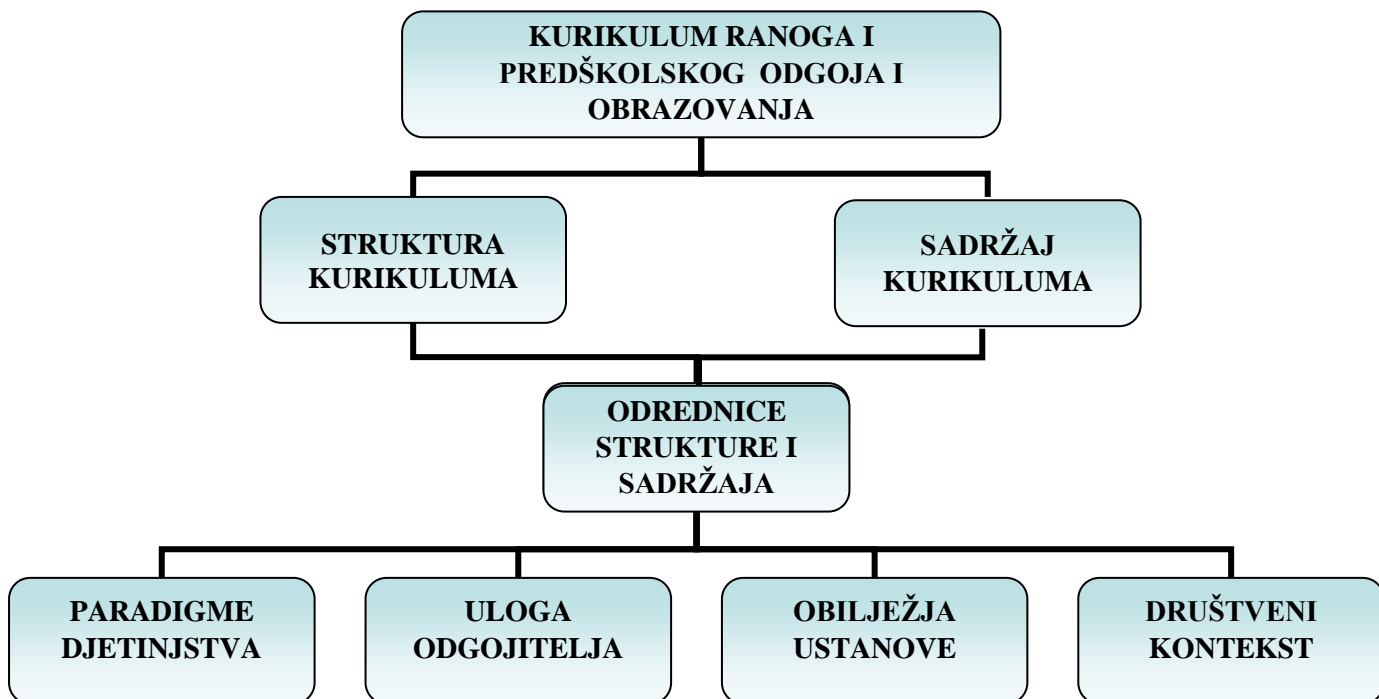 KURIKULUM RANOGA I
PREDŠKOLSKOG ODGOJA I
OBRAZOVANJA
STRUKTURA
KURIKULUMA
SADRŽAJ
KURIKULUMA
ODREDNICE
STRUKTURE I
SADRŽAJA
PARADIGME
DJETINJSTVA
ULOGA
ODGOJITELJA
OBILJEŽJA
USTANOVE
DRUŠTVENI
KONTEKST